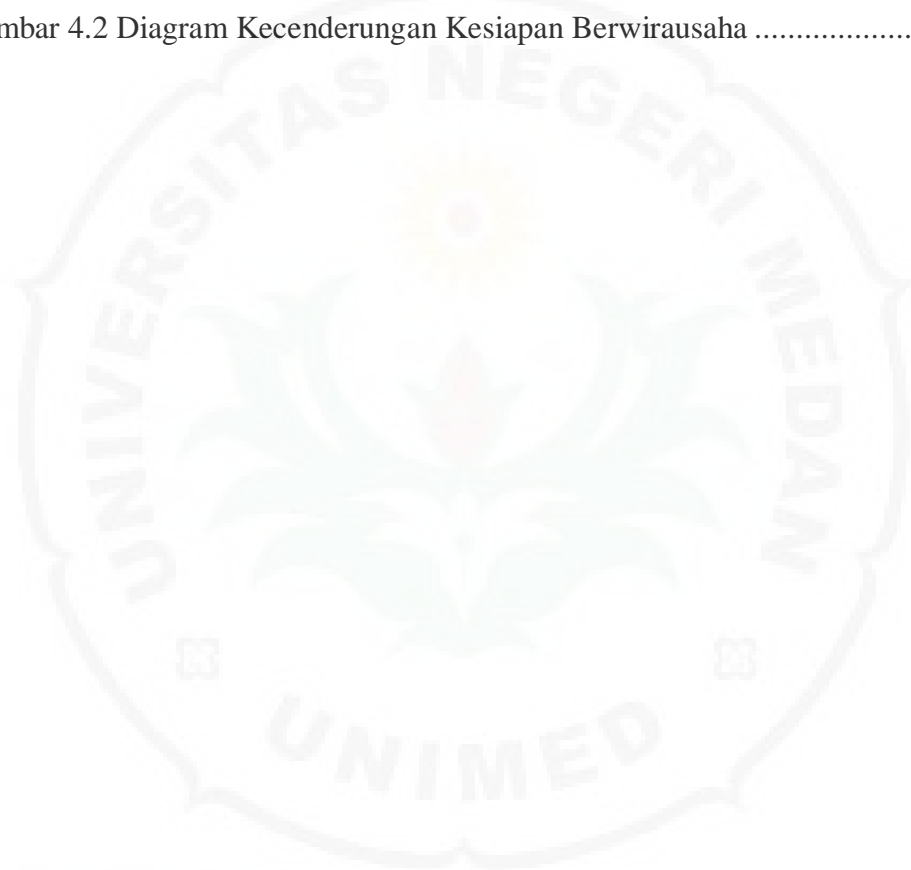 mbar 4.2 Diagram Kecenderungan Kesiapan Berwirausaha ...................
UNIVERSITAS NEGERI MEDAN
UNIMED